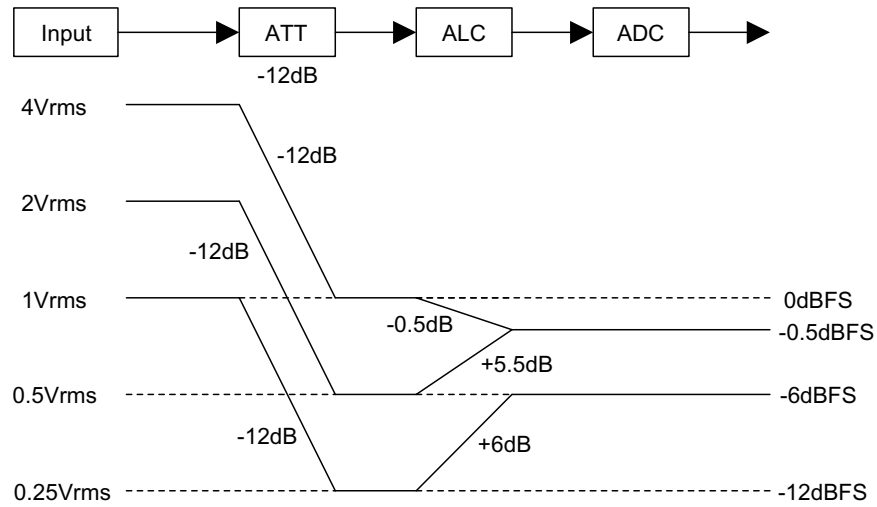 Input ATT ALC ADC
-12dB
4Vrms
-12dB
2Vrms
-12dB
1Vrms 0dBFS
-0.5dB -0.5dBFS
+5.5dB
0.5Vrms -6dBFS
-12dB +6dB
0.25Vrms -12dBFS